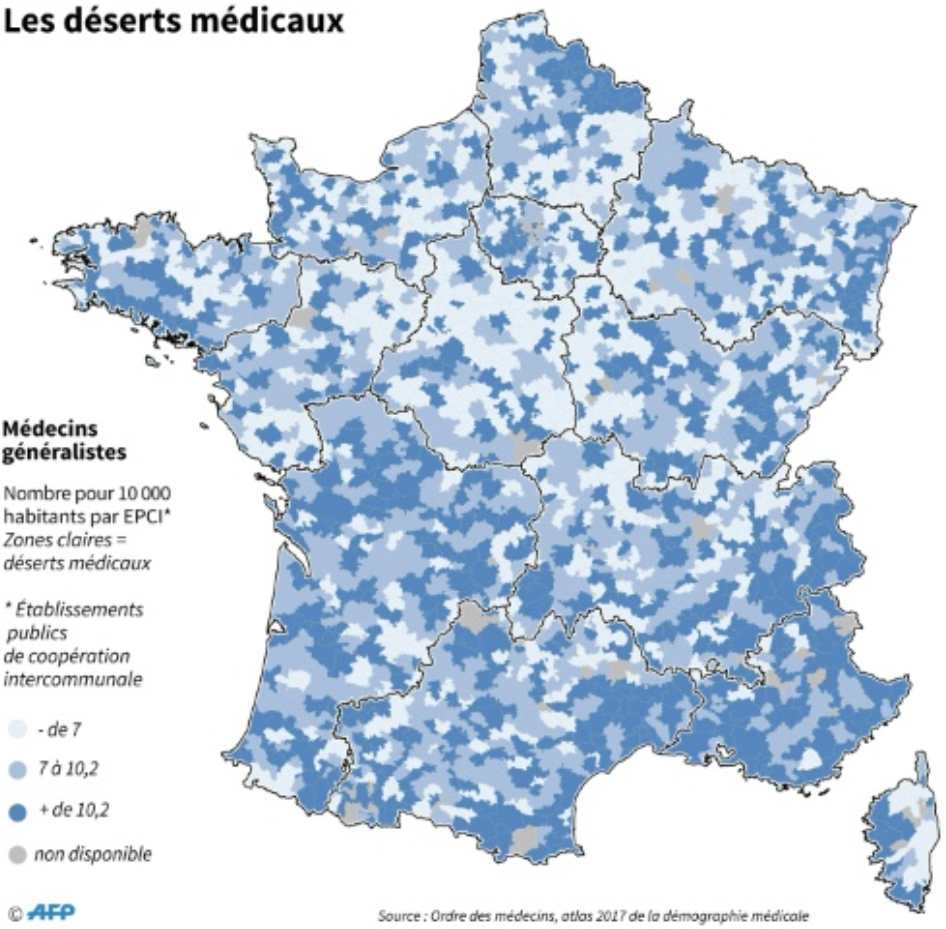 Les déserts médicaux
Médecins
généralistes
Nombre pour 10 000
habitants par EPCI*
Zones claires =
déserts médicaux
* Établissements
publics
de coopération
intercommunale
- de 7
7 à 10,2
+ de 10,2
non disponible
© AFP
Source : Ordre des médecins, atlas 2017 de la démographie médicale